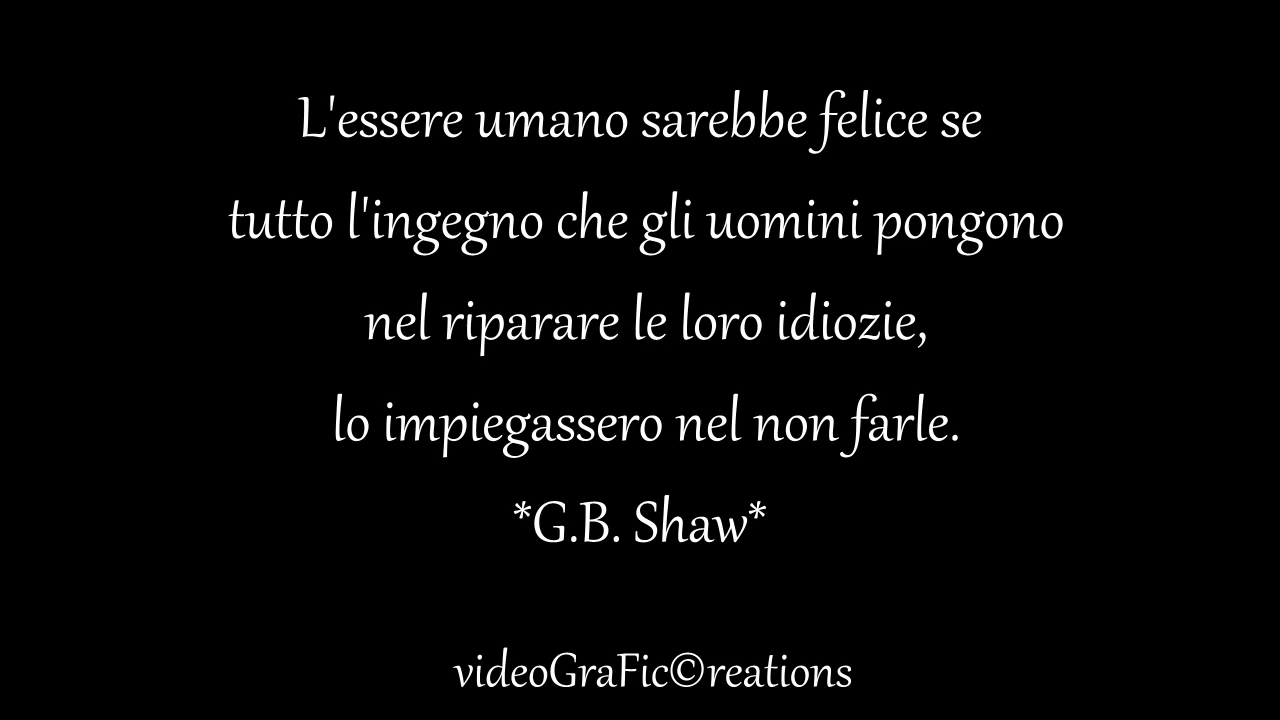 L'essere umano sarebbe felice se
tutto l'ingegno che gli uomini pongono
nel riparare le loro idiozie,
lo impiegassero nel non farle.
*G.B. Shaw*
videoGraFic©reations